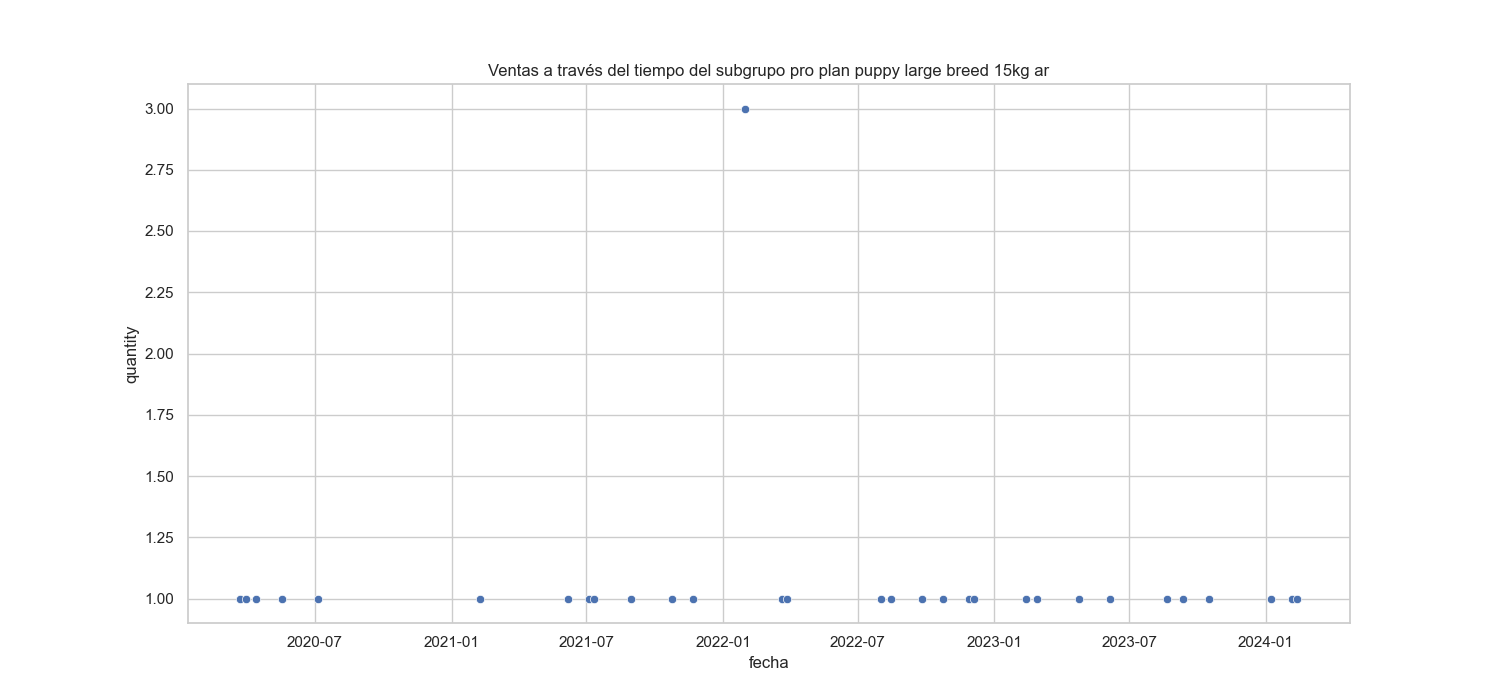 Ventas a través del tiempo del subgrupo pro plan puppy large breed 15kg ar
3.00
2.75
2.50
2.25
2.00
1.75
1.50
1.25
1.00
quantity
2020-07 2021-01 2021-07 2022-01 2022-07 2023-01 2023-07 2024-01
fecha